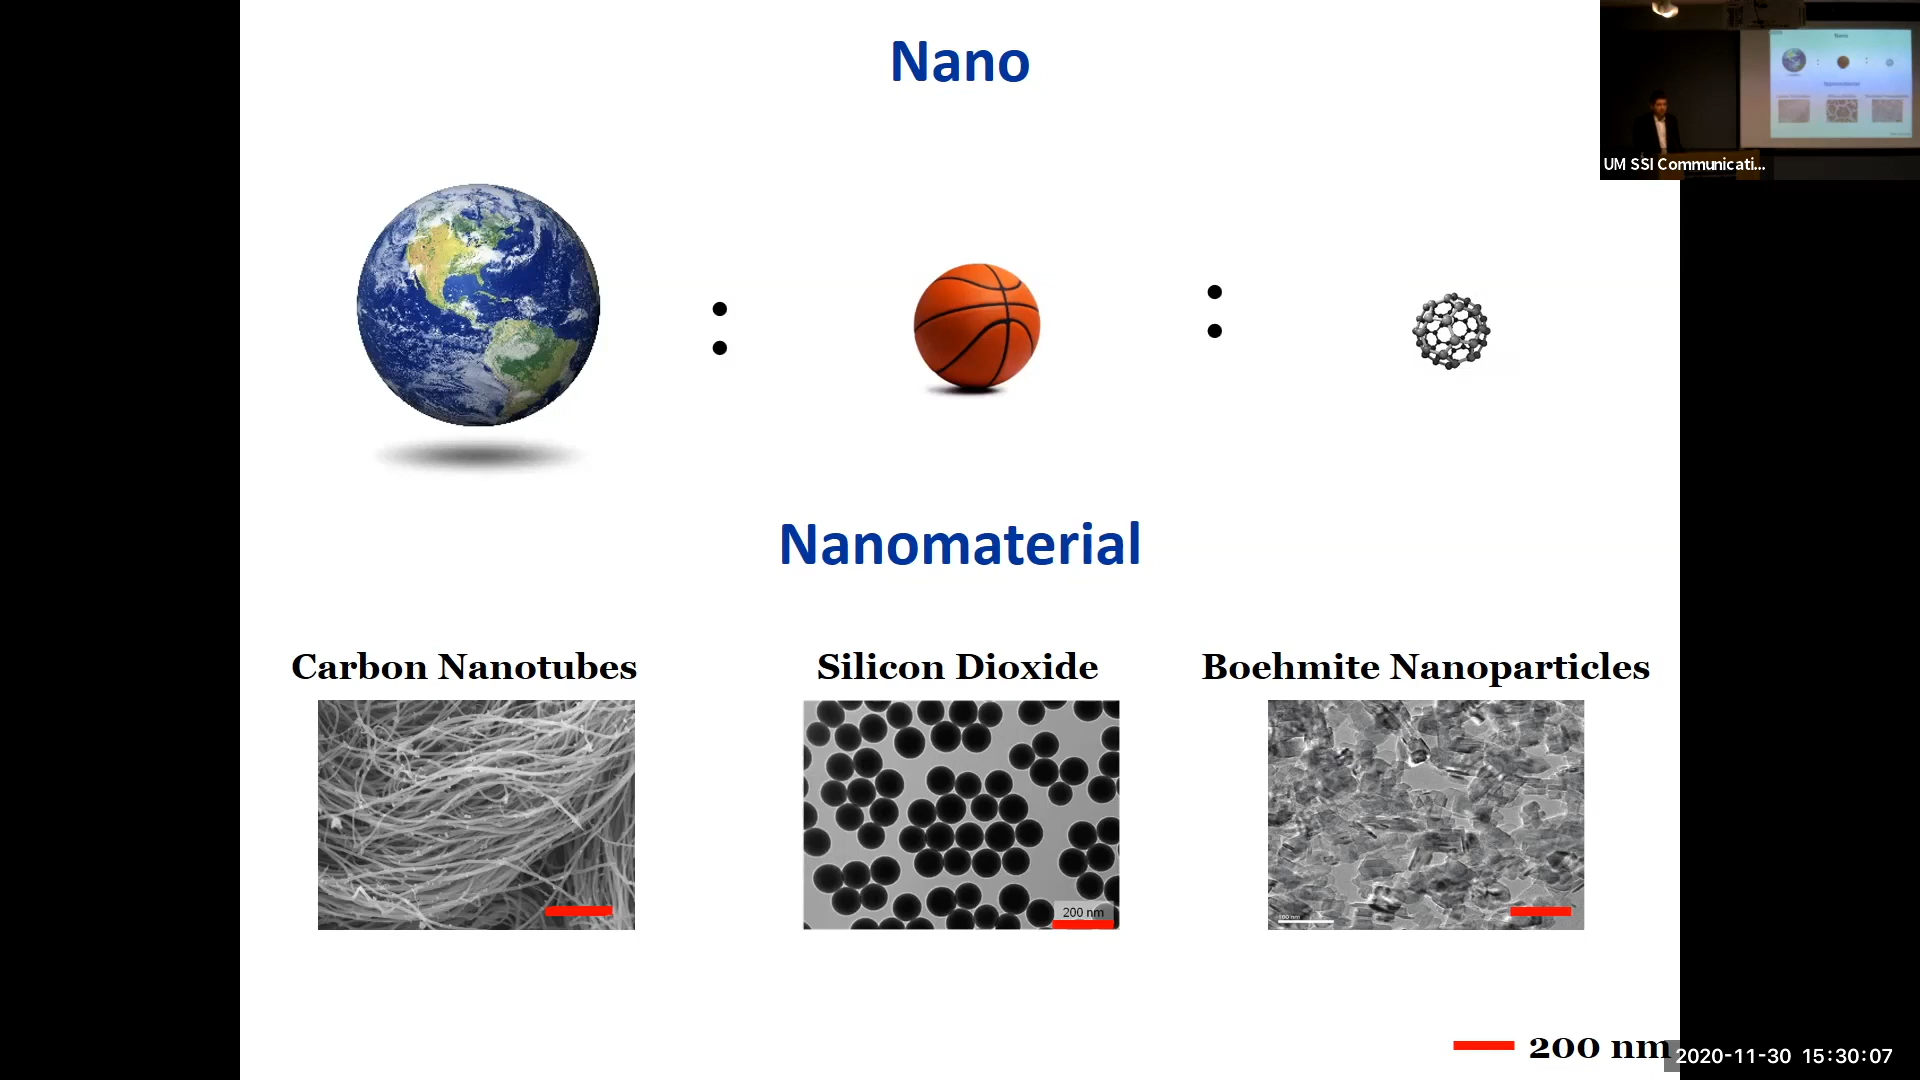 Nano
UM SSI Communicati...
:
:
Nanomaterial
Carbon Nanotubes
Silicon Dioxide
Boehmite Nanoparticles
200 nm
200 nm
2020-11-30 15:30:07